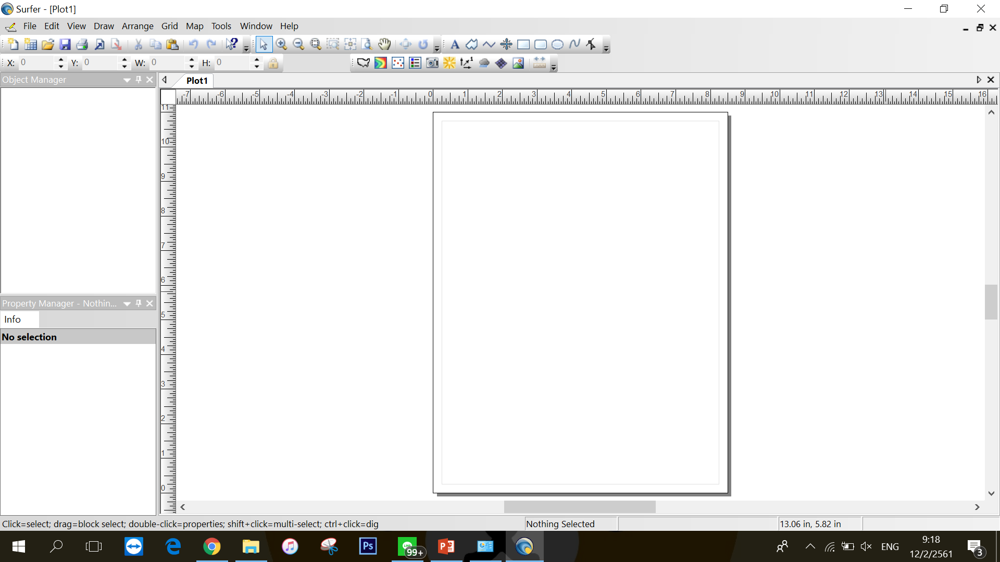 Surfer - [Plot1]
File Edit View Draw Arrange Grid Map Tools Window Help
X: 0 Y: 0 W: 0 H: 0
Object Manager
Plot1
-7 -6 -5 -4 -3 -2 -1 0 1 2 3 4 5 6 7 8 9 10 11 12 13 14 15 16
11
10
9
8
7
6
5
4
3
2
1
0
Property Manager - Nothin...
Info
No selection
Click=select; drag=block select; double-click=properties; shift+click=multi-select; ctrl+click=dig
Nothing Selected
13.06 in, 5.82 in
Ps
LINE
99+
P
ENG
9:18
12/2/2561
3